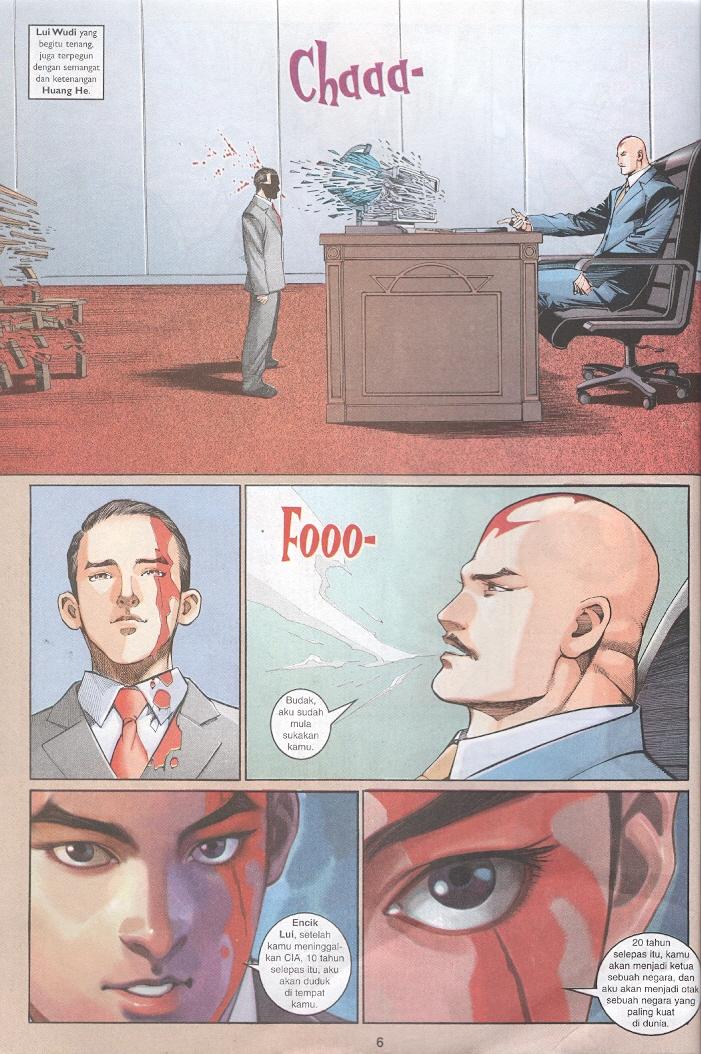 Lui Wudi yang
begitu tenang,
juga terpegun
dengan semangat
dan ketenangan
Huang He.
Chaaa-
Fooo-
Budak,
aku sudah
mula
sukakan
kamu.
Encik
Lui, setelah
kamu meninggal-
kan CIA, 10 tahun
selepas itu, aku
akan duduk
di tempat
kamu.
20 tahun
selepas itu, kamu
akan menjadi ketua
sebuah negara, dan
aku akan menjadi otak
sebuah negara yang
paling kuat
di dunia.
6